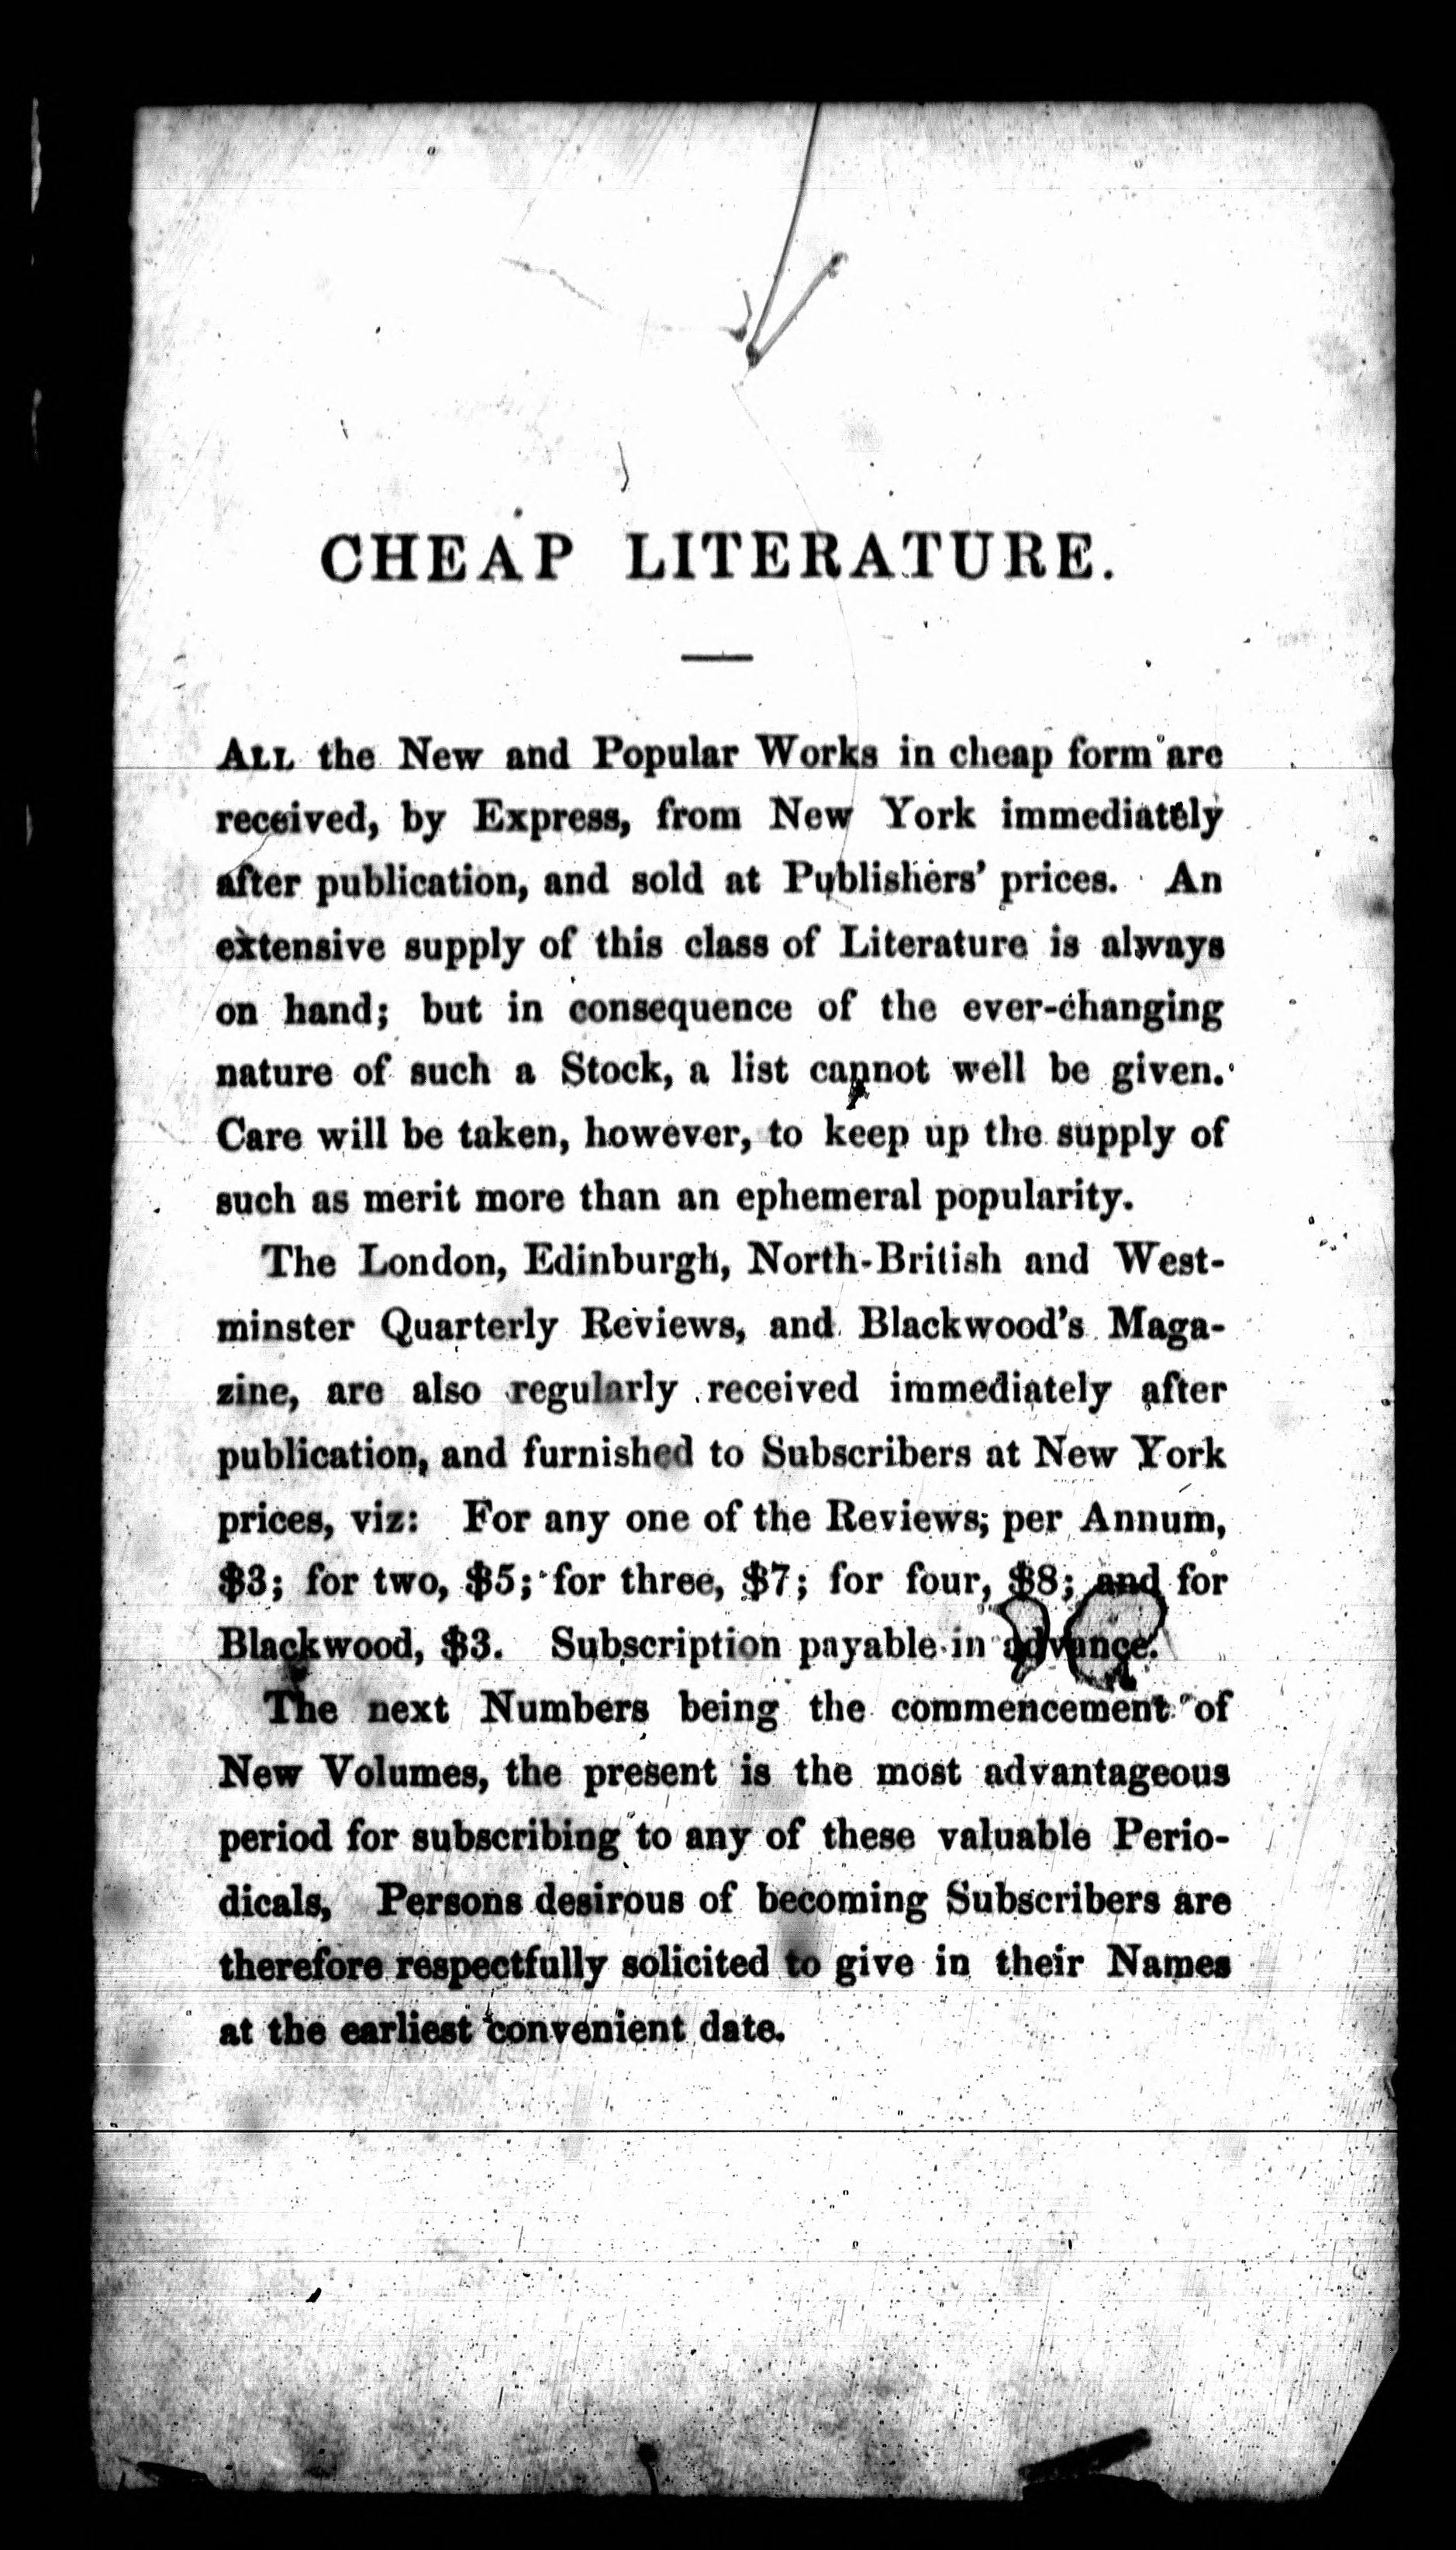 CHEAP LITERATURE.
ALL the New and Popular Works in cheap form are
received, by Express, from New York immediately
after publication, and sold at Publishers' prices. An
extensive supply of this class of Literature is always
on hand; but in consequence of the ever-changing
nature of such a Stock, a list cannot well be given.
Care will be taken, however, to keep up the supply of
such as merit more than an ephemeral popularity.
The London, Edinburgh, North-British and West-
minster Quarterly Reviews, and Blackwood's Maga-
zine, are also regularly received immediately after
publication, and furnished to Subscribers at New York
prices, viz: For any one of the Reviews; per Annum,
$3; for two, $5; for three, $7; for four, $8; and for
Blackwood, $3. Subscription payable in advance.
The next Numbers being the commencement of
New Volumes, the present is the most advantageous
period for subscribing to any of these valuable Perio-
dicals, Persons desirous of becoming Subscribers are
therefore respectfully solicited to give in their Names
at the earliest convenient date.